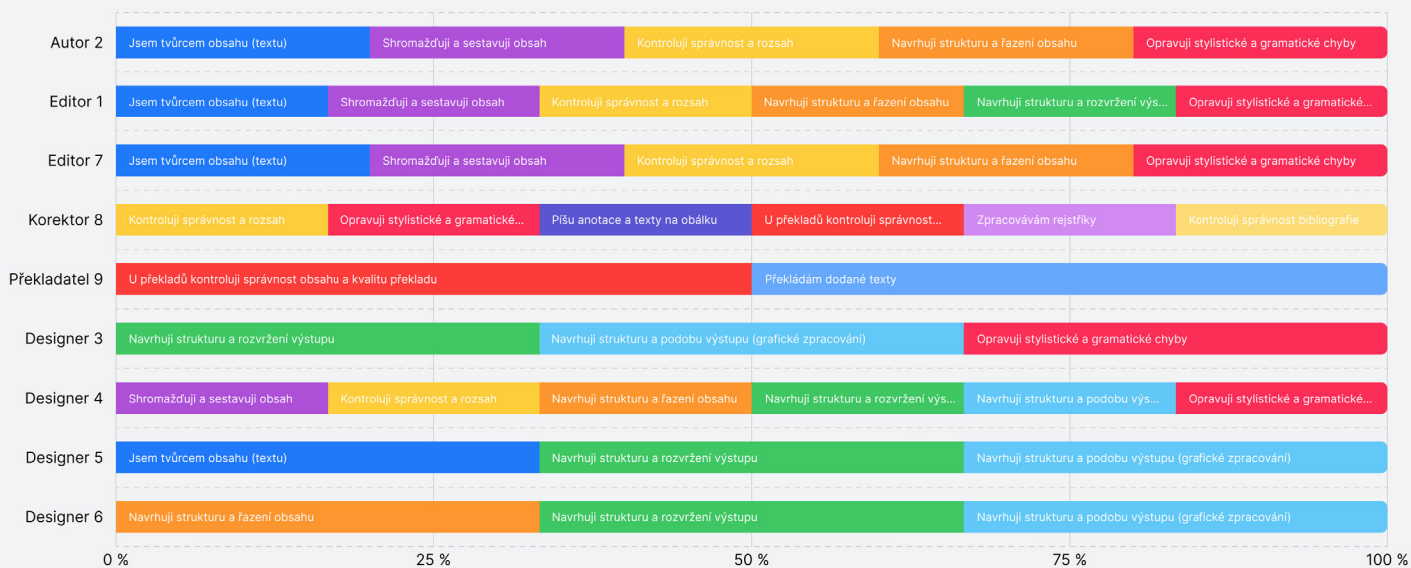 Autor 2 Jsem tvůrcem obsahu (textu) Shromažďuji a sestavuji obsah Kontroluji správnost a rozsah Navrhuji strukturu a řazení obsahu Opravuji stylistické a gramatické chyby
Editor 1 Jsem tvůrcem obsahu (textu) Shromažďuji a sestavuji obsah Kontroluji správnost a rozsah Navrhuji strukturu a řazení obsahu Navrhuji strukturu a rozvržení výs... Opravuji stylistické a gramatické...
Editor 7 Jsem tvůrcem obsahu (textu) Shromažďuji a sestavuji obsah Kontroluji správnost a rozsah Navrhuji strukturu a řazení obsahu Opravuji stylistické a gramatické chyby
Korektor 8 Kontroluji správnost a rozsah Opravuji stylistické a gramatické... Píšu anotace a texty na obálku U překladů kontroluji správnost... Zpracovávám rejstříky Kontroluji správnost bibliografie
Překladatel 9 U překladů kontroluji správnost obsahu a kvalitu překladu Překládám dodané texty
Designer 3 Navrhuji strukturu a rozvržení výstupu Navrhuji strukturu a podobu výstupu (grafické zpracování) Opravuji stylistické a gramatické chyby
Designer 4 Shromažďuji a sestavuji obsah Kontroluji správnost a rozsah Navrhuji strukturu a řazení obsahu Navrhuji strukturu a rozvržení výs... Navrhuji strukturu a podobu výs... Opravuji stylistické a gramatické...
Designer 5 Jsem tvůrcem obsahu (textu) Navrhuji strukturu a rozvržení výstupu Navrhuji strukturu a podobu výstupu (grafické zpracování)
Designer 6 Navrhuji strukturu a řazení obsahu Navrhuji strukturu a rozvržení výstupu Navrhuji strukturu a podobu výstupu (grafické zpracování)
0 % 25 % 50 % 75 % 100 %